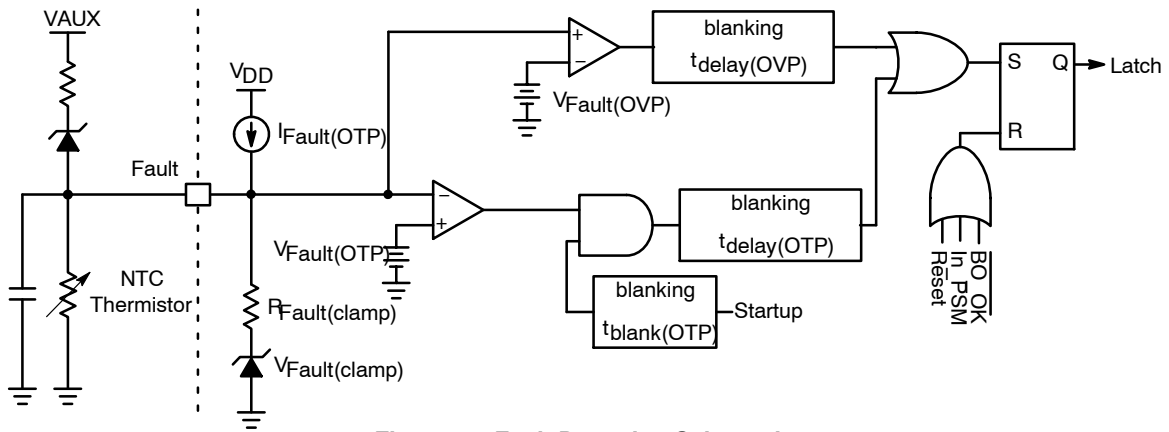 VAUX
VDD
IFault(OTP)
Fault
NTC
Thermistor
RFault(clamp)
VFault(clamp)
blanking
tdelay(OVP)
VFault(OVP)
VFault(OTP)
blanking
tdelay(OTP)
blanking
tblank(OTP)
Startup
S
Q
Latch
R
Reset
In_PSM
BO_OK
+
−
−
+